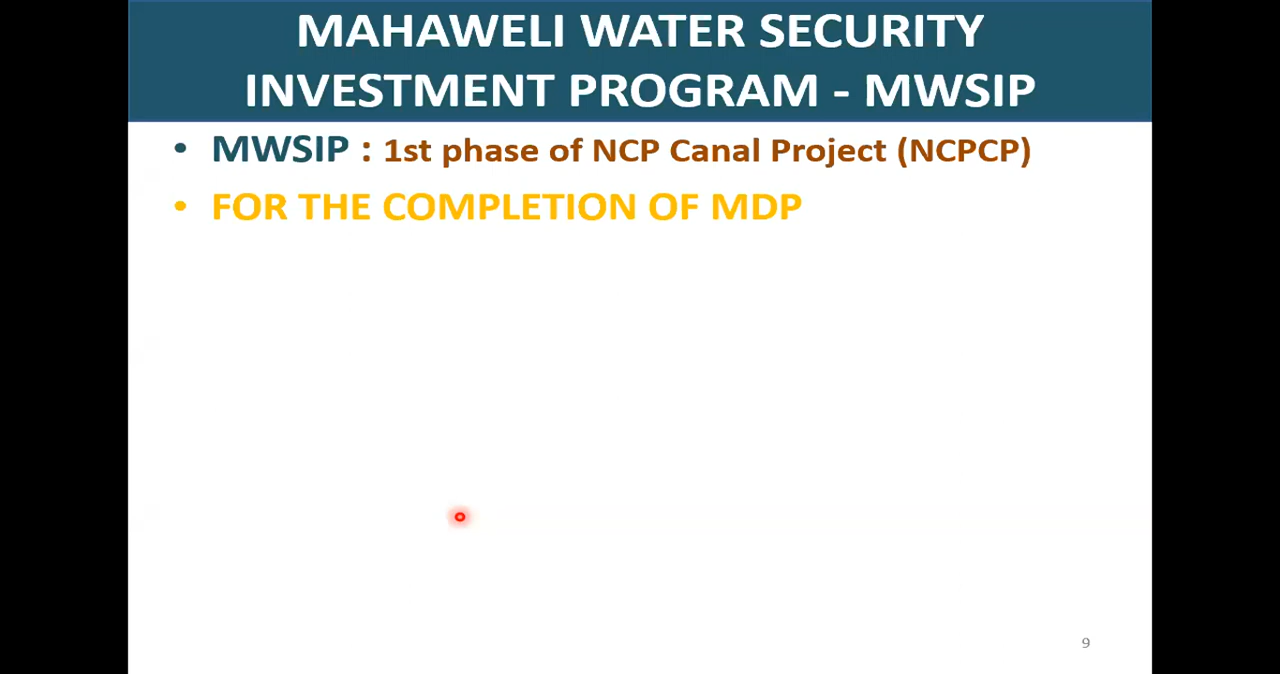 MAHAWELI WATER SECURITY
INVESTMENT PROGRAM - MWSIP
• MWSIP : 1st phase of NCP Canal Project (NCPCP)
• FOR THE COMPLETION OF MDP
9